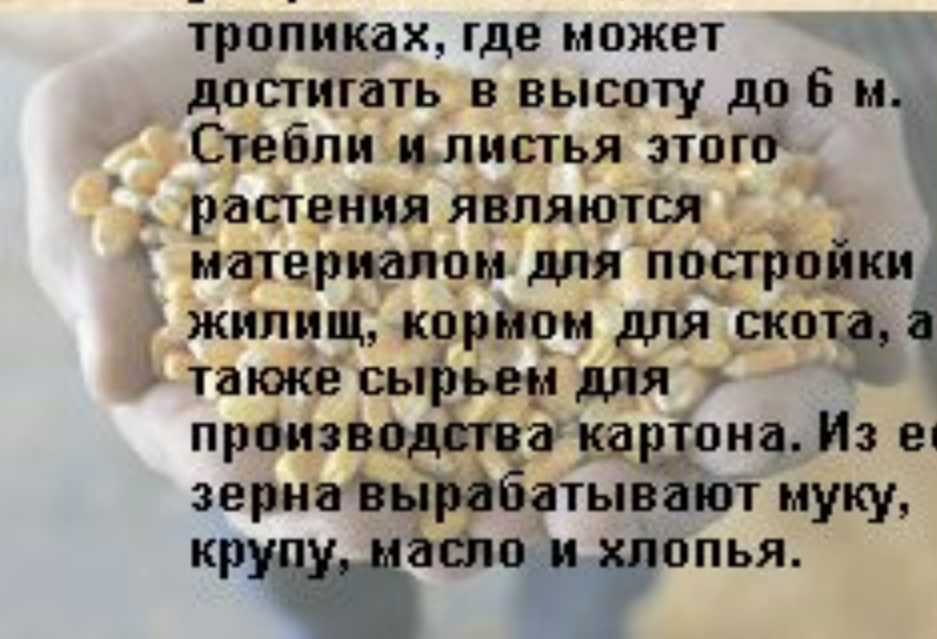 тропиках, где может
достигать в высоту до 6 м.
Стебли и листья этого
растения являются
материалом для постройки
жилищ, кормом для скота, а
также сырьем для
производства картона. Из
зерна вырабатывают муку,
крупу, масло и хлопья.